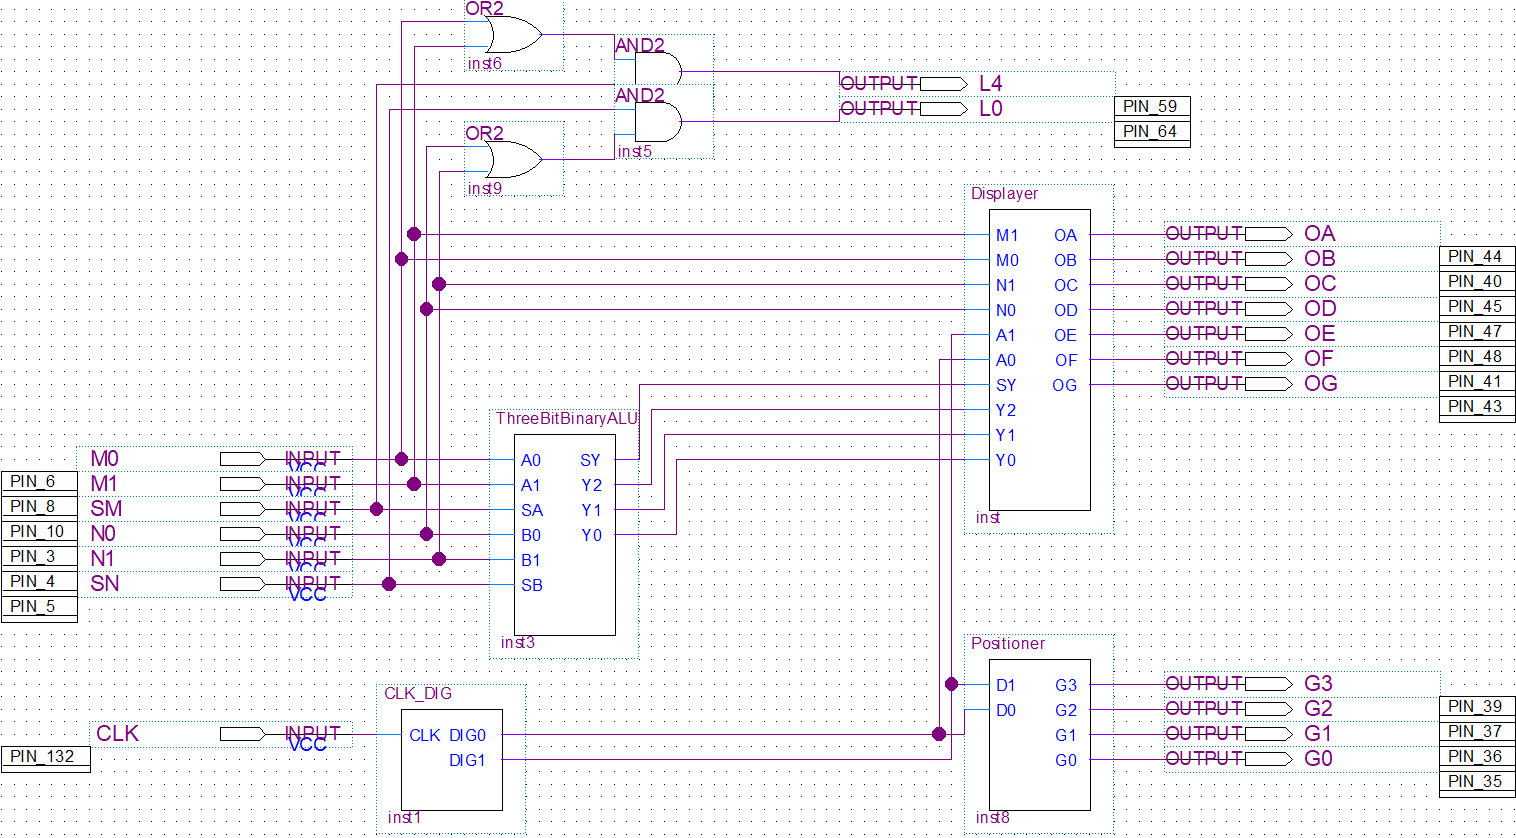 OR2
inst6
AND2
OUTPUT L4
AND2
OUTPUT L0
PIN_59
PIN_64
OR2
inst5
inst9
Displayer
M1 OA OUTPUT OA
M0 OB OUTPUT OB
PIN_44
N1 OC OUTPUT OC
PIN_40
N0 OD OUTPUT OD
PIN_45
A1 OE OUTPUT OE
PIN_47
A0 OF OUTPUT OF
PIN_48
SY OG OUTPUT OG
PIN_41
Y2
PIN_43
Y1
Y0
inst
ThreeBitBinaryALU
M0 INPUT VCC A0 SY
PIN_6
M1 INPUT VCC A1 Y2
PIN_8
SM INPUT VCC SA Y1
PIN_10
N0 INPUT VCC B0 Y0
PIN_3
N1 INPUT VCC B1
PIN_4
SN INPUT VCC SB
PIN_5
inst3
Positioner
D1 G3 OUTPUT G3
D0 G2 OUTPUT G2
PIN_39
G1 OUTPUT G1
PIN_37
G0 OUTPUT G0
PIN_36
PIN_35
inst8
CLK_DIG
CLK INPUT VCC CLK DIG0
PIN_132
DIG1
inst1